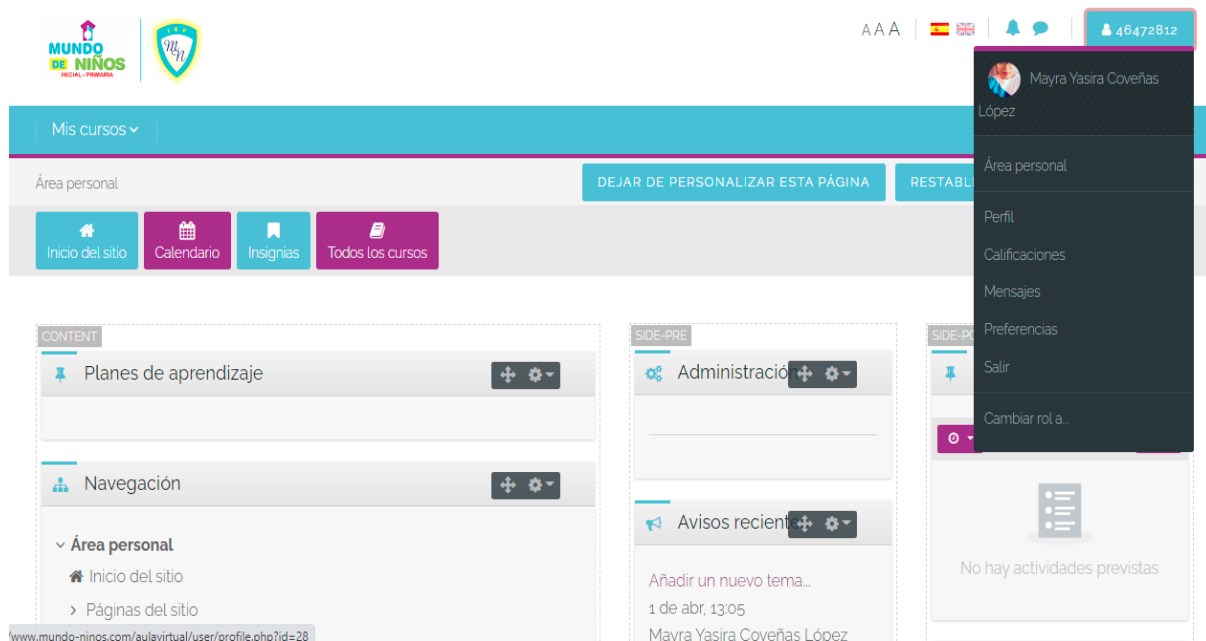 MUNDO
DE NIÑOS
INICIAL - PRIMARIA
I E P
MN
A A A
46472812
Mayra Yasira Coveñas
López
Mis cursos
Área personal
DEJAR DE PERSONALIZAR ESTA PÁGINA
RESTABL
Inicio del sitio
Calendario
Insignias
Todos los cursos
Área personal
Perfil
Calificaciones
Mensajes
Preferencias
Salir
Cambiar rol a...
CONTENT
Planes de aprendizaje
Navegación
Área personal
Inicio del sitio
Páginas del sitio
SIDE-PRE
Administración
Avisos recient
Añadir un nuevo tema...
1 de abr, 13:05
Mayra Yasira Coveñas López
SIDE-PO
No hay actividades previstas
/www.mundo-ninos.com/aulavirtual/user/profile.php?id=28